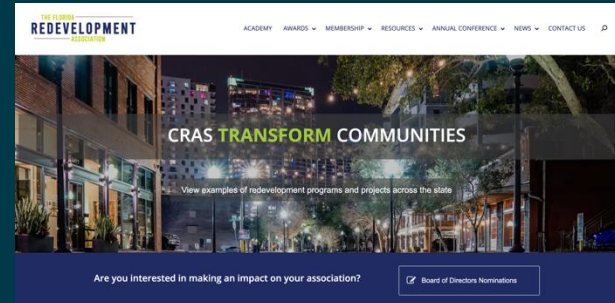 THE FLORIDA
REDEVELOPMENT
ASSOCIATION
ACADEMY AWARDS MEMBERSHIP RESOURCES ANNUAL CONFERENCE NEWS CONTACT US
CRAS TRANSFORM COMMUNITIES
View examples of redevelopment programs and projects across the state
Are you interested in making an impact on your association?
Board of Directors Nominations